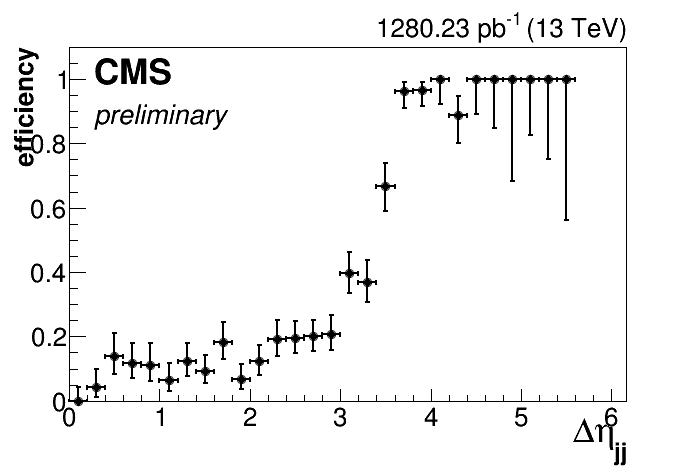 1280.23 pb⁻¹ (13 TeV)
CMS
preliminary
efficiency
1
0.8
0.6
0.4
0.2
0
0 1 2 3 4 5 6
Δηjj